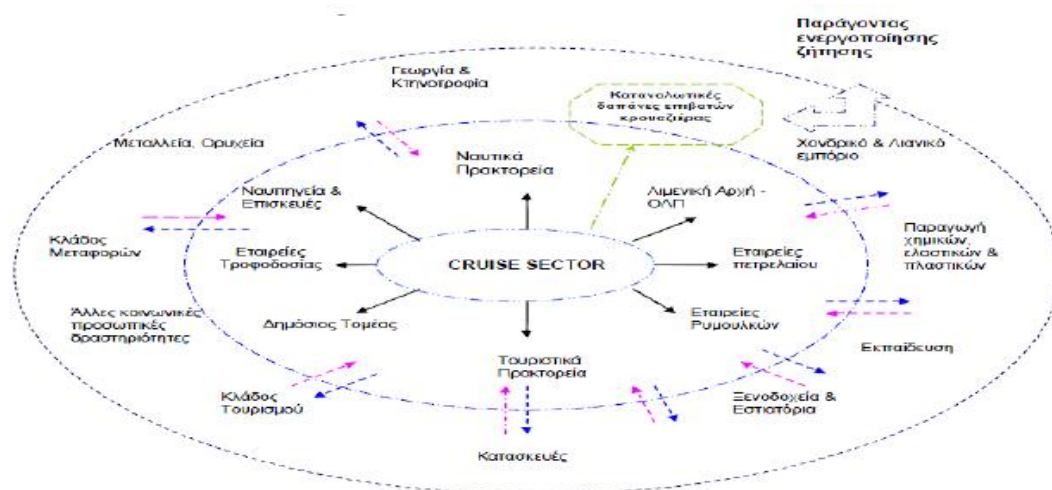 Παράγοντας
ενεργοποίησης
ζήτησης
Γεωργία &
Κτηνοτροφία
Καταναλωτικές
δαπάνες επιβατών
κρουαζιέρας
Μεταλλεία, Ορυχεία
Ναυτικά
Πρακτορεία
Χονδρικό & Λιανικό
εμπόριο
Ναυπηγεία &
Επισκευές
Λιμενική Αρχή -
ΟΛΠ
Κλάδος
Μεταφορών
Εταιρείες
Τροφοδοσίας
CRUISE SECTOR
Εταιρείες
πετρελαίου
Παραγωγή
χημικών,
ελαστικών &
πλαστικών
Άλλες κοινωνικές
προσωπικές
δραστηριότητες
Δημόσιος Τομέας
Εταιρείες
Ρυμουλκών
Εκπαίδευση
Τουριστικά
Πρακτορεία
Κλάδος
Τουρισμού
Ξενοδοχεία &
Εστιατόρια
Κατασκευές